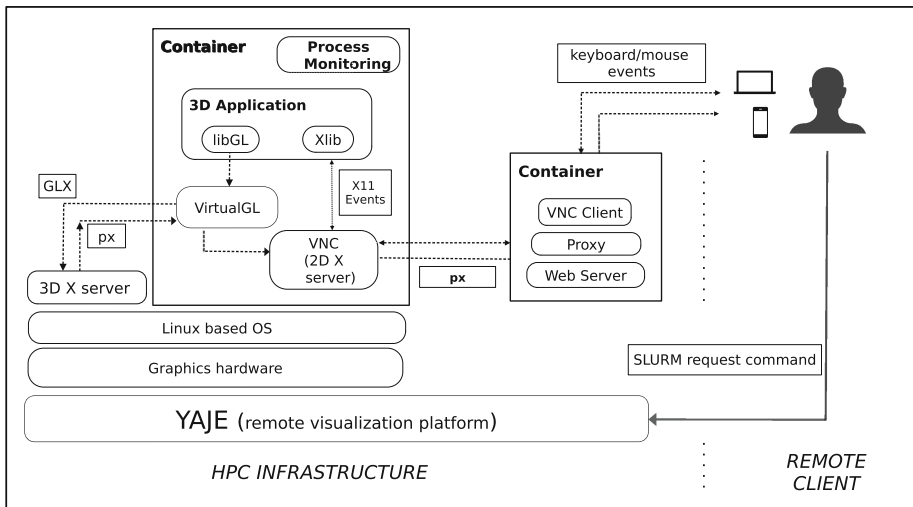 Container
Process
Monitoring
3D Application
libGL
Xlib
GLX
VirtualGL
X11
Events
px
VNC
(2D X
server)
3D X server
px
keyboard/mouse
events
Container
VNC Client
Proxy
Web Server
Linux based OS
Graphics hardware
SLURM request command
YAJE (remote visualization platform)
HPC INFRASTRUCTURE
REMOTE
CLIENT